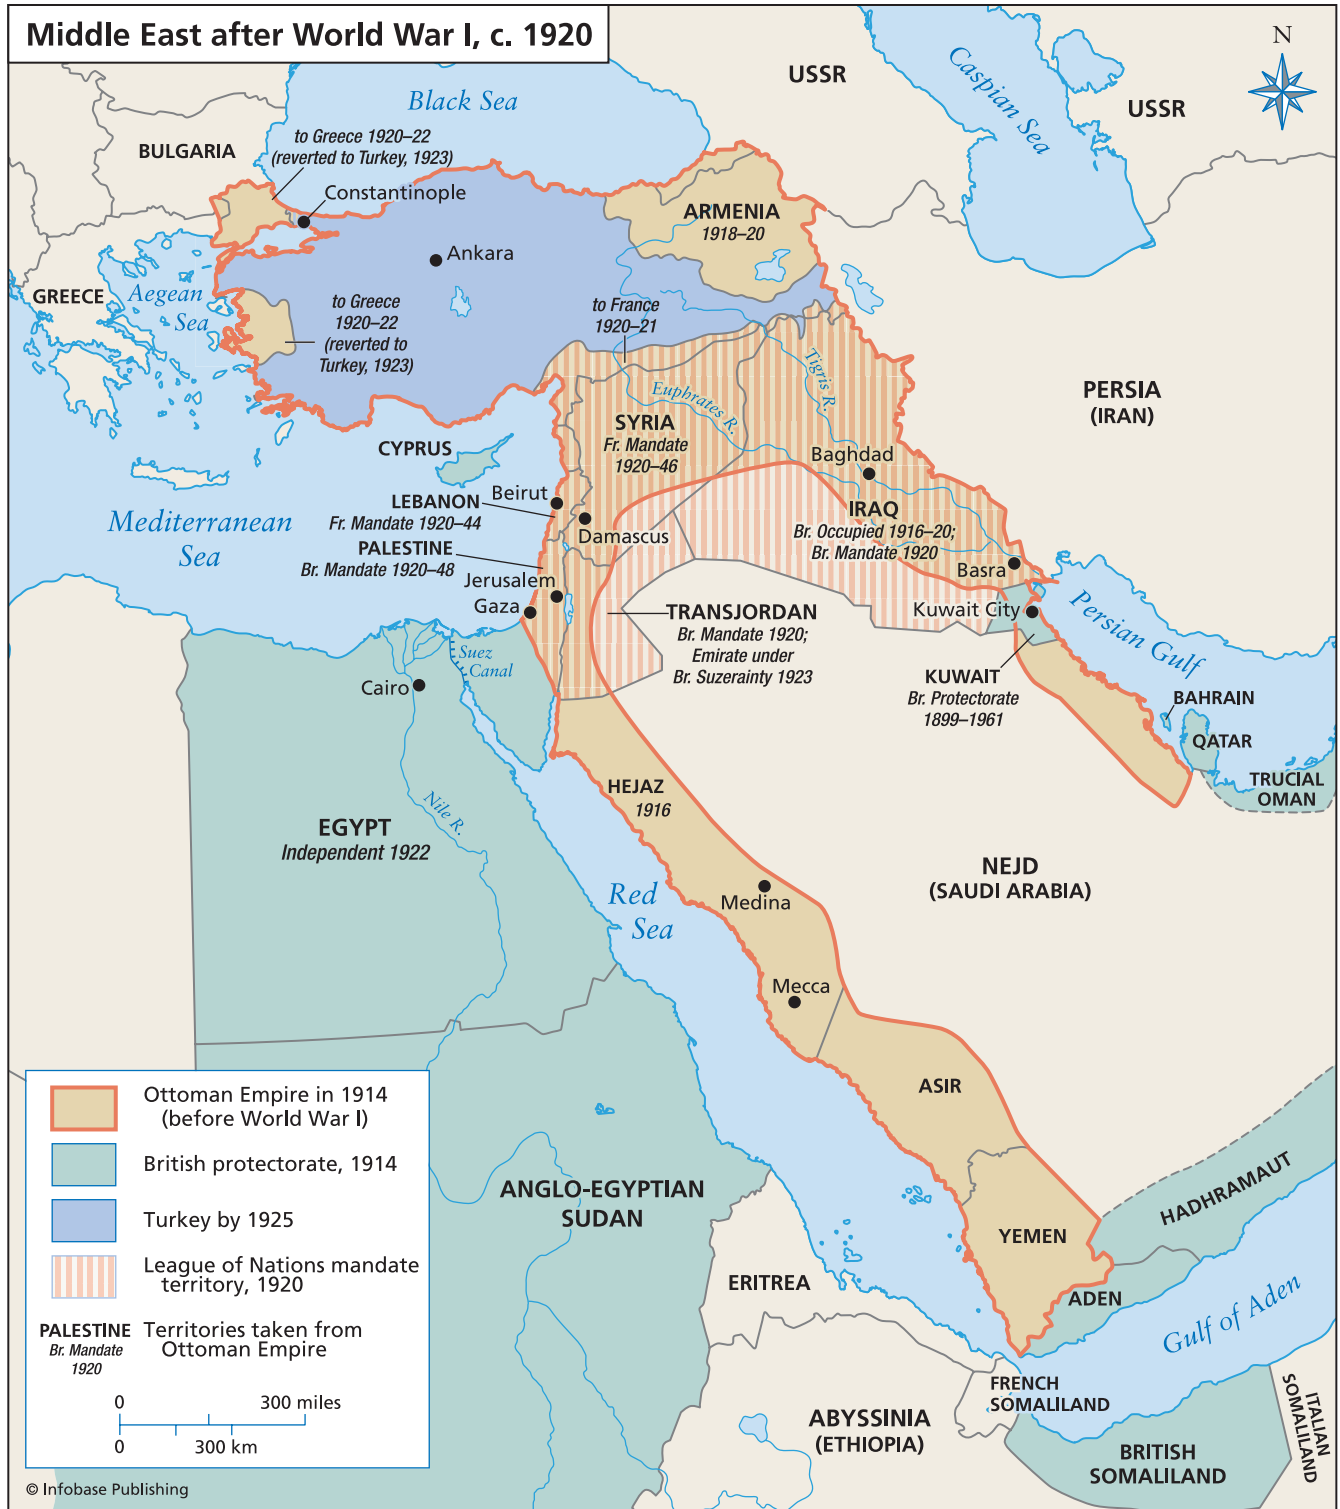 Middle East after World War I, c. 1920
N
USSR
Caspian Sea
USSR
Black Sea
to Greece 1920–22
(reverted to Turkey, 1923)
BULGARIA
Constantinople
ARMENIA
1918–20
Ankara
GREECE
Aegean
Sea
to Greece
1920–22
(reverted to
Turkey, 1923)
to France
1920–21
Tigris R.
Euphrates R.
PERSIA
(IRAN)
SYRIA
Fr. Mandate
1920–46
CYPRUS
Baghdad
LEBANON
Fr. Mandate 1920–44
Beirut
IRAQ
Br. Occupied 1916–20;
Br. Mandate 1920
Mediterranean
Sea
Damascus
PALESTINE
Br. Mandate 1920–48
Jerusalem
Gaza
Basra
Kuwait City
Persian Gulf
TRANSJORDAN
Br. Mandate 1920;
Emirate under
Br. Suzerainty 1923
Suez
Canal
Cairo
KUWAIT
Br. Protectorate
1899–1961
BAHRAIN
QATAR
TRUCIAL
OMAN
HEJAZ
1916
Nile R.
EGYPT
Independent 1922
NEJD
(SAUDI ARABIA)
Red
Sea
Medina
Mecca
ASIR
HADHRAMAUT
ANGLO-EGYPTIAN
SUDAN
YEMEN
ERITREA
ADEN
Gulf of Aden
FRENCH
SOMALILAND
ITALIAN
SOMALILAND
ABYSSINIA
(ETHIOPIA)
BRITISH
SOMALILAND
Ottoman Empire in 1914
(before World War I)
British protectorate, 1914
Turkey by 1925
League of Nations mandate
territory, 1920
PALESTINE
Br. Mandate
1920
Territories taken from
Ottoman Empire
0 300 miles
0 300 km
© Infobase Publishing